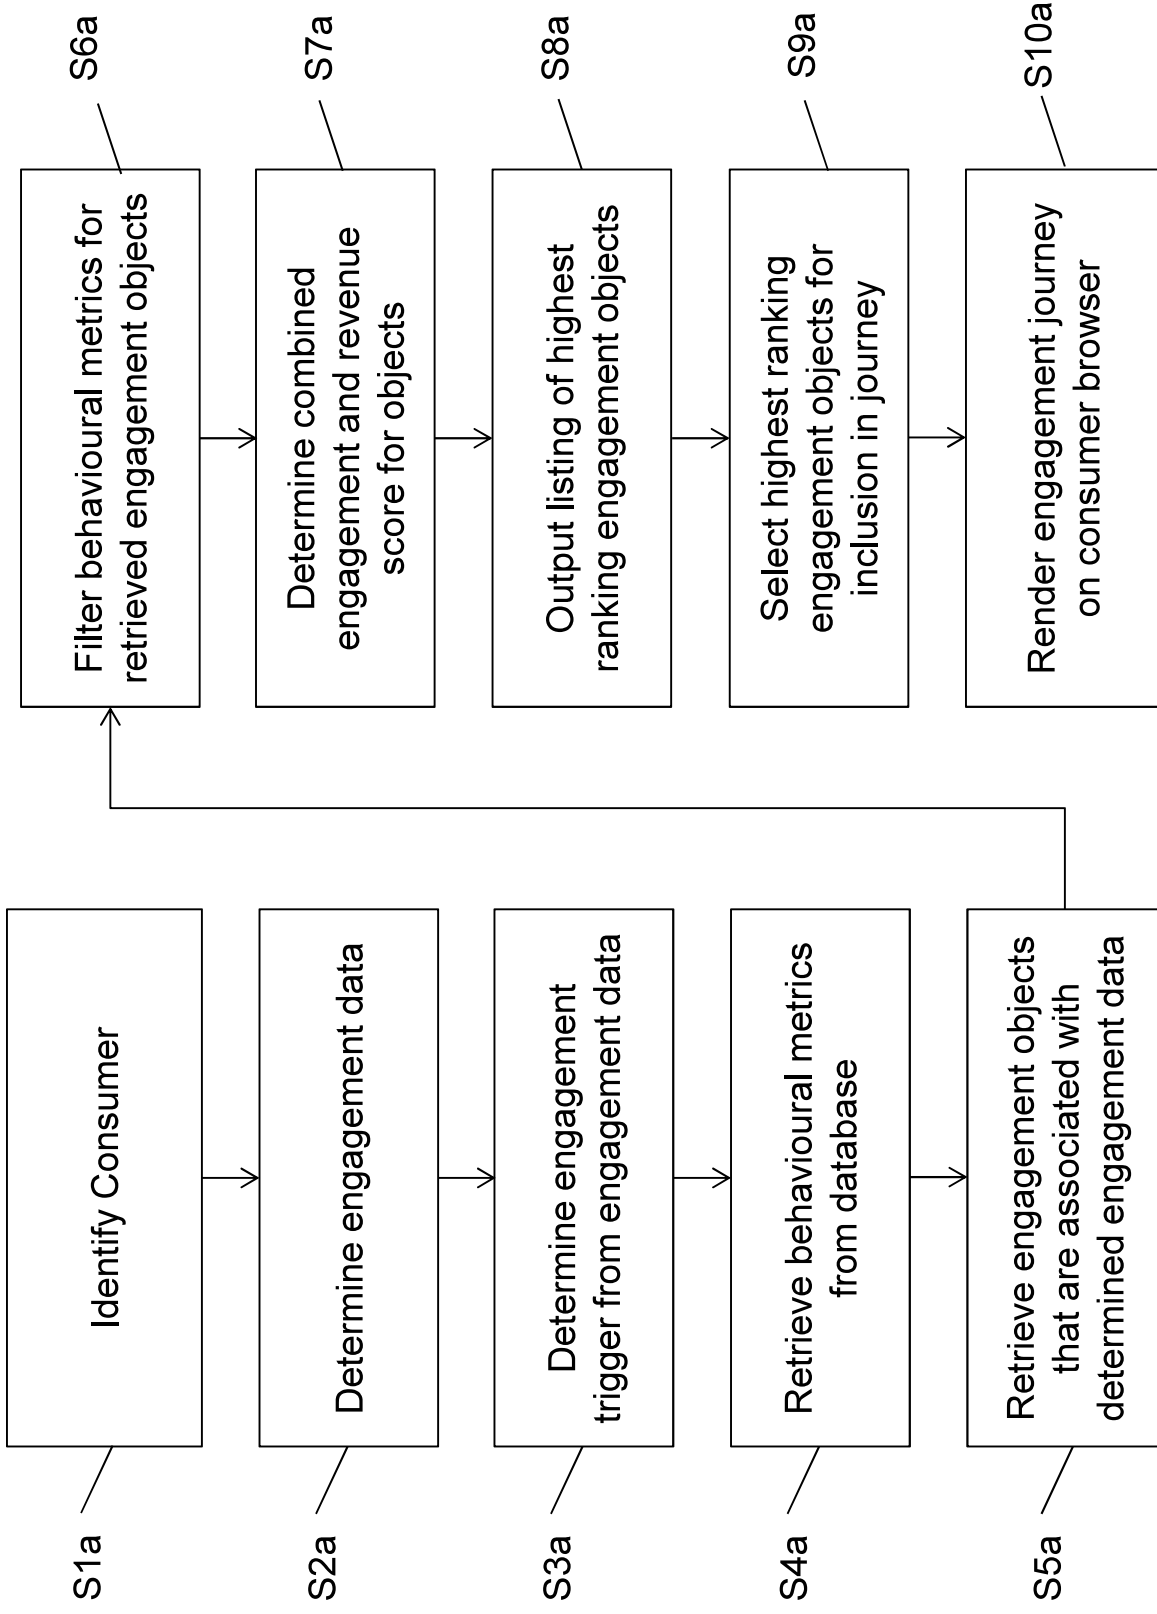 S1a
Identify Consumer
S2a
Determine engagement data
S3a
Determine engagement
trigger from engagement data
S4a
Retrieve behavioural metrics
from database
S5a
Retrieve engagement objects
that are associated with
determined engagement data
S6a
Filter behavioural metrics for
retrieved engagement objects
S7a
Determine combined
engagement and revenue
score for objects
S8a
Output listing of highest
ranking engagement objects
S9a
Select highest ranking
engagement objects for
inclusion in journey
S10a
Render engagement journey
on consumer browser